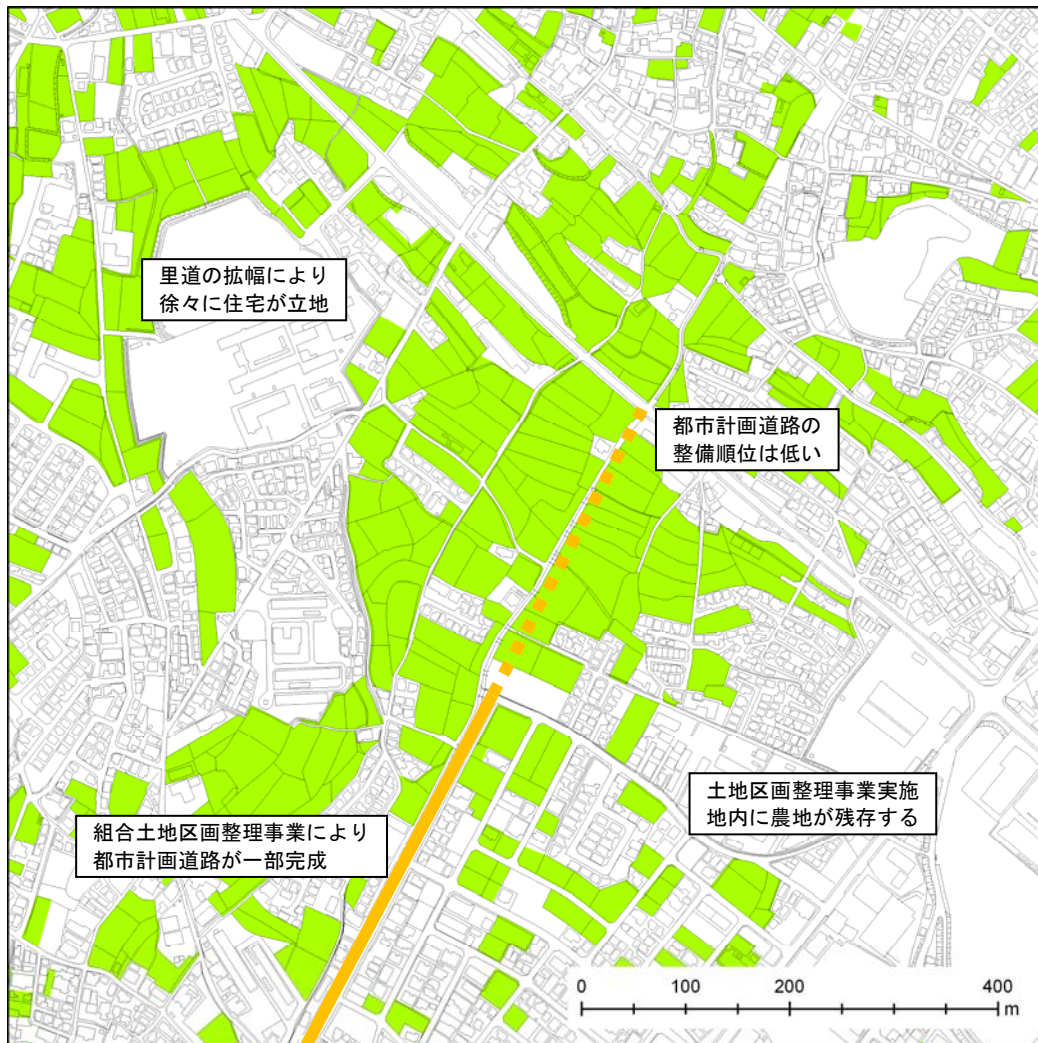 里道の拡幅により
徐々に住宅が立地
都市計画道路の
整備順位は低い
土地区画整理事業実施
地内に農地が残存する
組合土地区画整理事業により
都市計画道路が一部完成
0 100 200 400
m